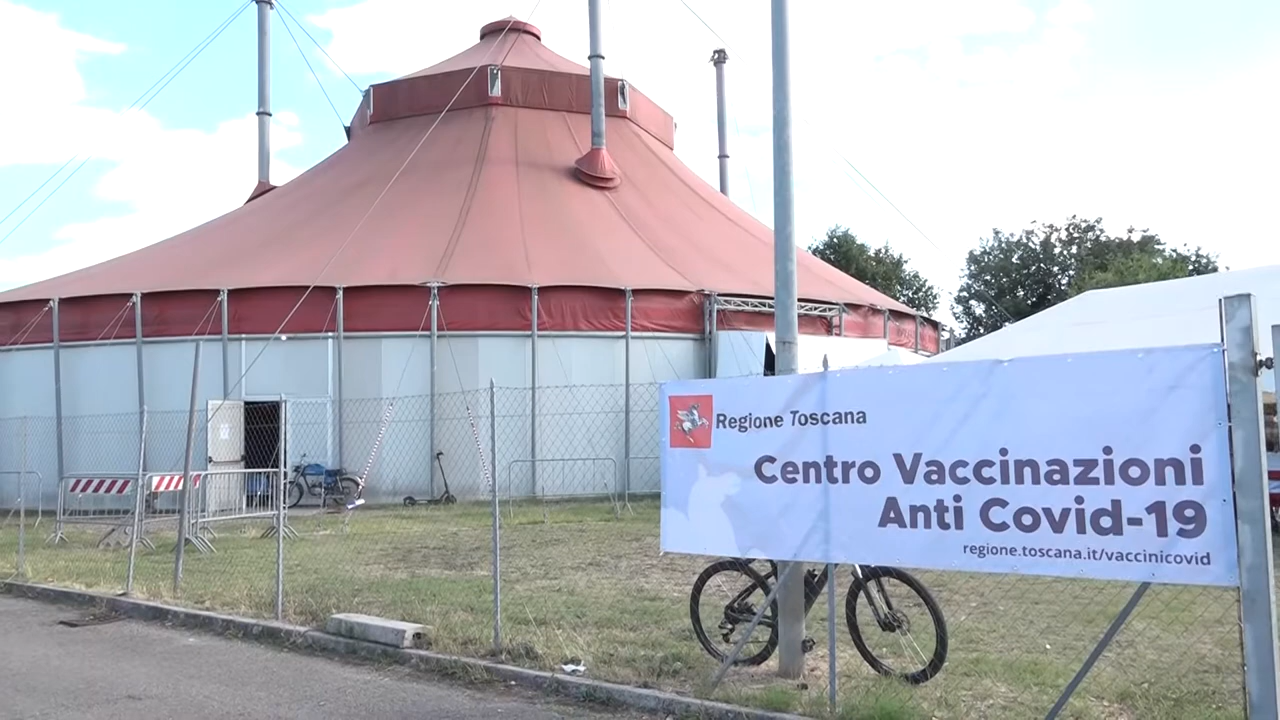 Regione Toscana
Centro Vaccinazioni
Anti Covid-19
regione.toscana.it/vaccinicovid